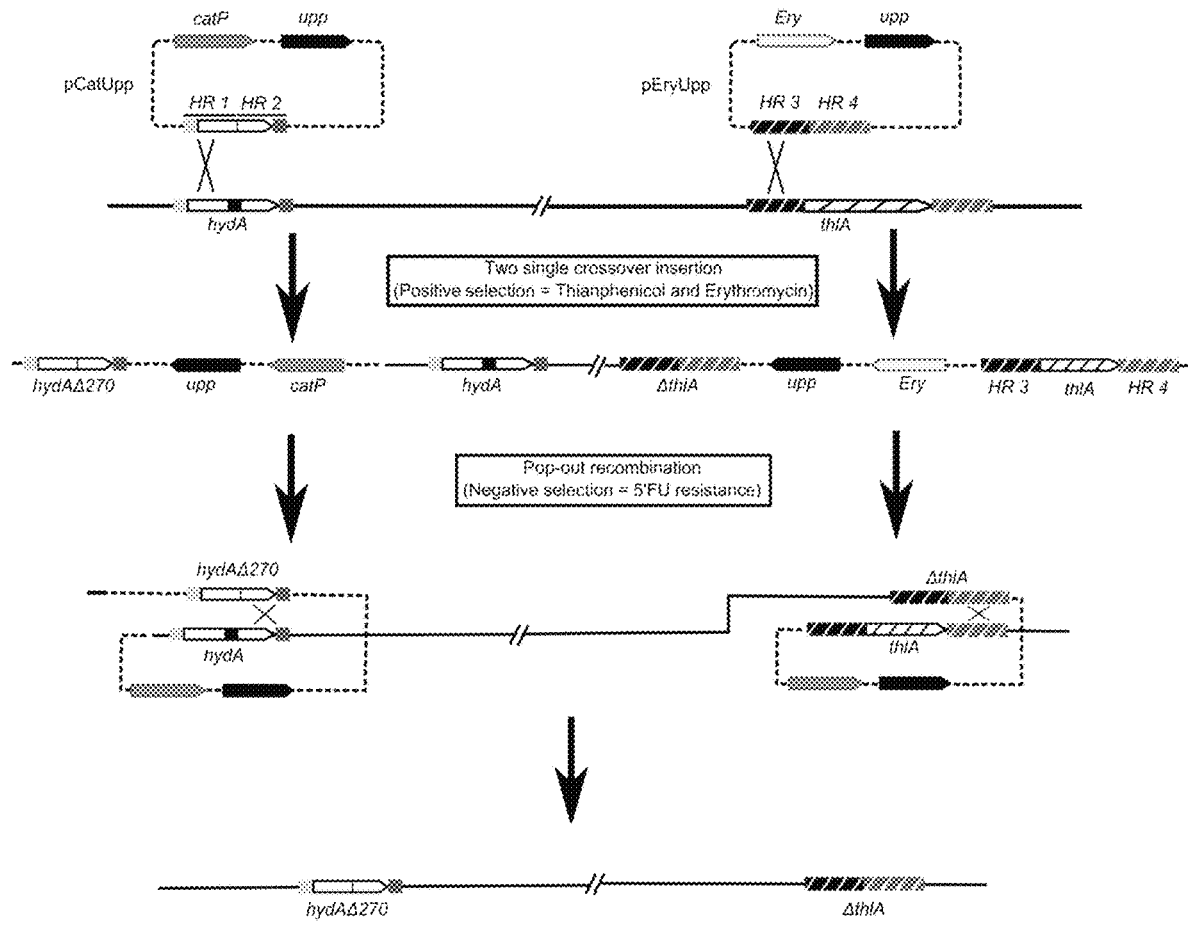 catP upp
Ery upp
pCatUpp
pEryUpp
HR 1 HR 2
HR 3 HR 4
hydA
thlA
Two single crossover insertion
(Positive selection = Thianphenicol and Erythromycin)
hydAΔ270 upp catP hydA ΔthlA upp Ery HR 3 thlA HR 4
Pop-out recombination
(Negative selection = 5'FU resistance)
hydAΔ270
ΔthlA
hydA
thlA
hydAΔ270
ΔthlA